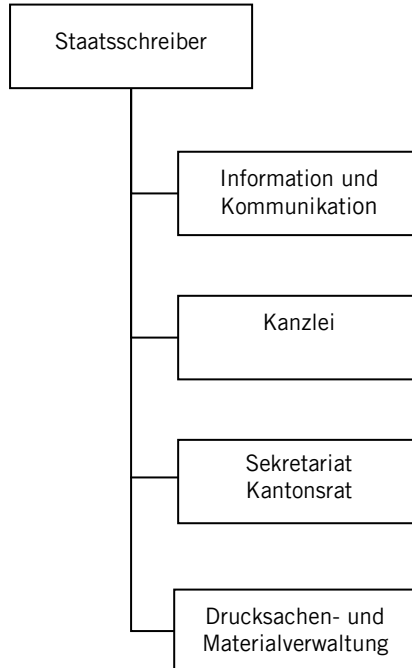 Staatsschreiber
Information und
Kommunikation
Kanzlei
Sekretariat
Kantonsrat
Drucksachen- und
Materialverwaltung